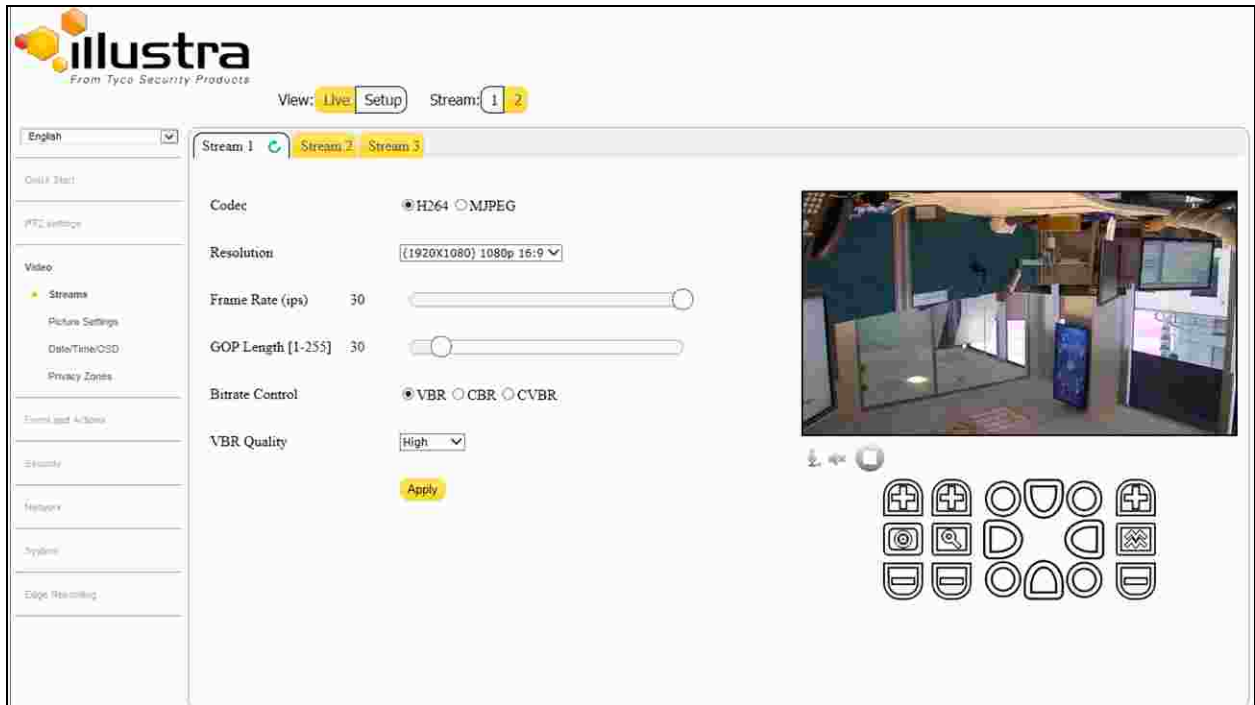 illustra
From Tyco Security Products
View: Live Setup Stream: 1 2
English
Quick Start
PTZ settings
Video
Streams
Picture Settings
Date/Time/OSD
Privacy Zones
Event and Actions
Security
Network
System
Edge Recording
Stream 1 Stream 2 Stream 3
Codec H264 MJPEG
Resolution (1920X1080) 1080p 16:9
Frame Rate (ips) 30
GOP Length [1-255] 30
Bitrate Control VBR CBR CVBR
VBR Quality High
Apply